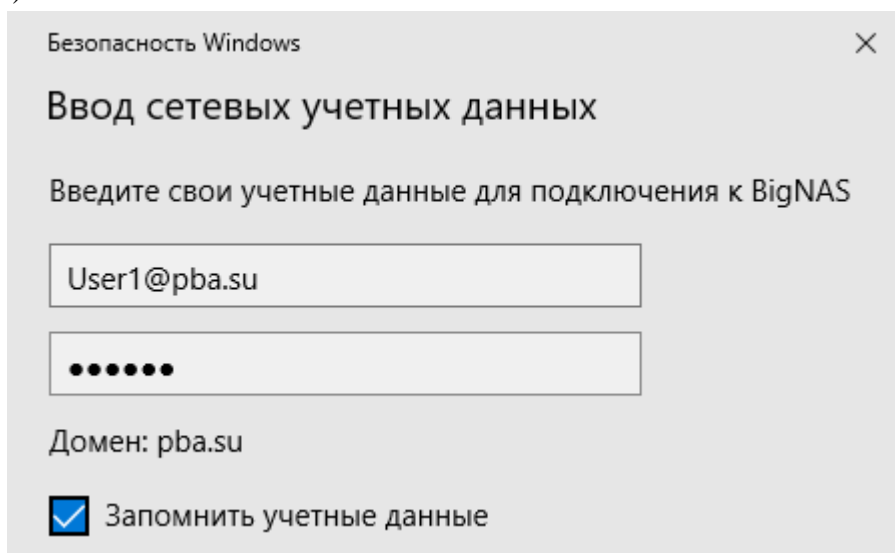 Безопасность Windows
Ввод сетевых учетных данных
Введите свои учетные данные для подключения к BigNAS
User1@pba.su
••••••
Домен: pba.su
Запомнить учетные данные